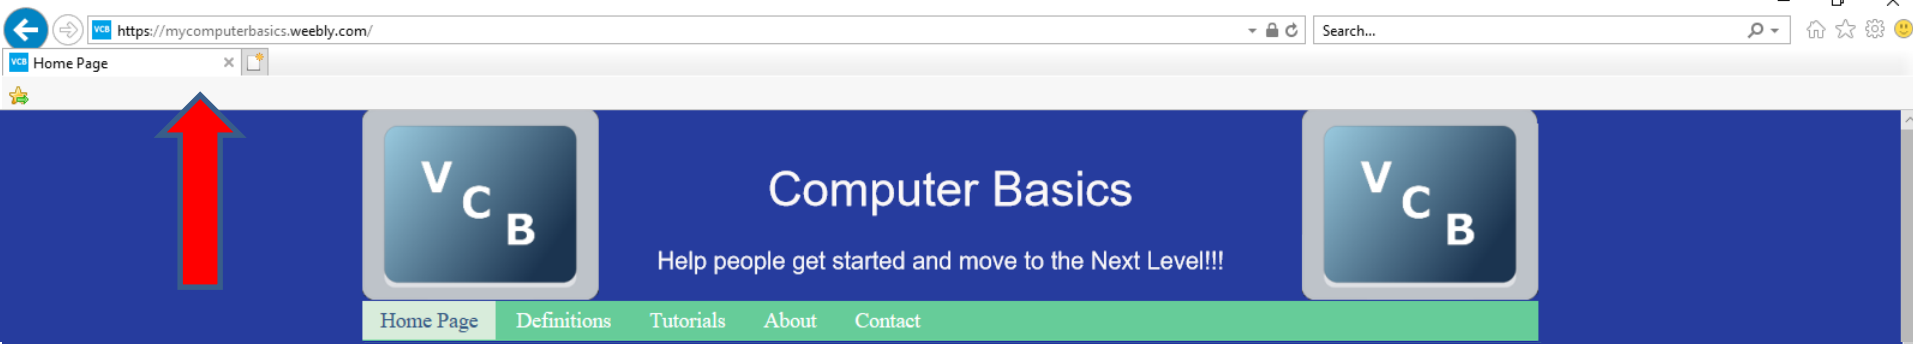 VCB https://mycomputerbasics.weebly.com/ Search...
VCB Home Page
V C B
Computer Basics
Help people get started and move to the Next Level!!!
V C B
Home Page Definitions Tutorials About Contact